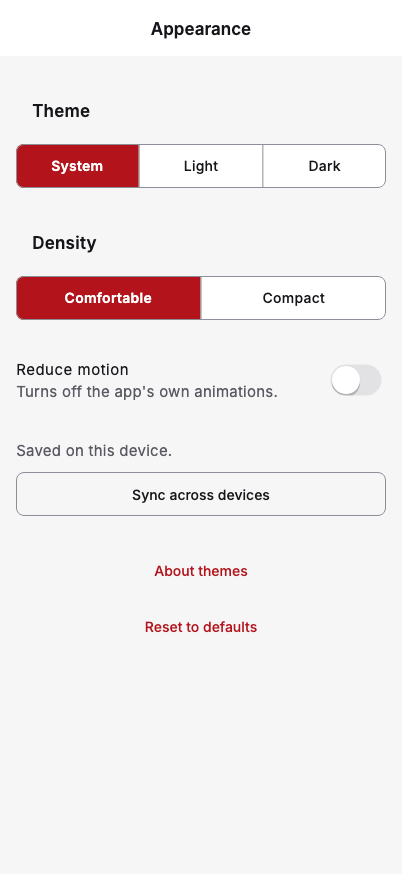 Appearance
Theme
System
Light
Dark
Density
Comfortable
Compact
Reduce motion
Turns off the app's own animations.
Saved on this device.
Sync across devices
About themes
Reset to defaults